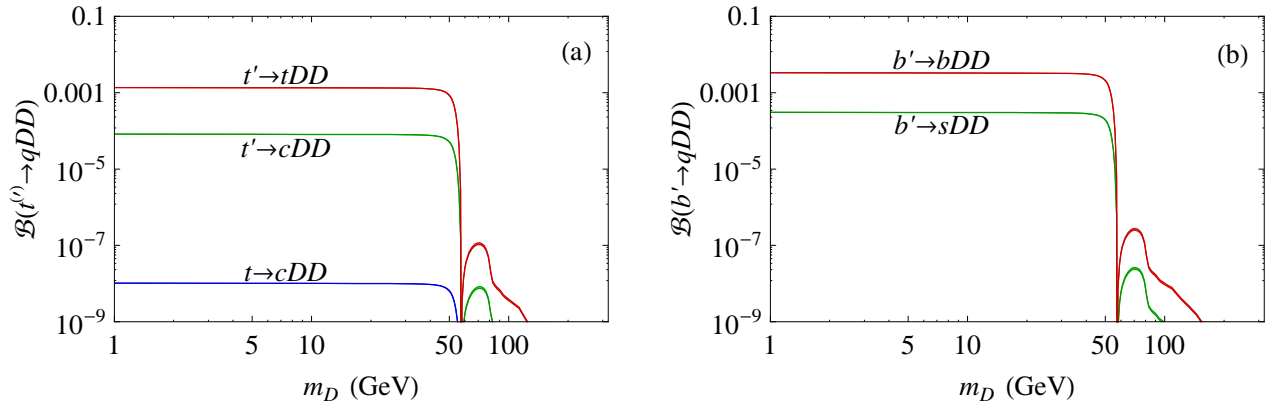 0.1
0.001
10⁻⁵
10⁻⁷
10⁻⁹
ℬ(t⁽′⁾→qDD)
(a)
t′→tDD
t′→cDD
t→cDD
1
5
10
50
100
m_D (GeV)
0.1
0.001
10⁻⁵
10⁻⁷
10⁻⁹
ℬ(b′→qDD)
(b)
b′→bDD
b′→sDD
1
5
10
50
100
m_D (GeV)